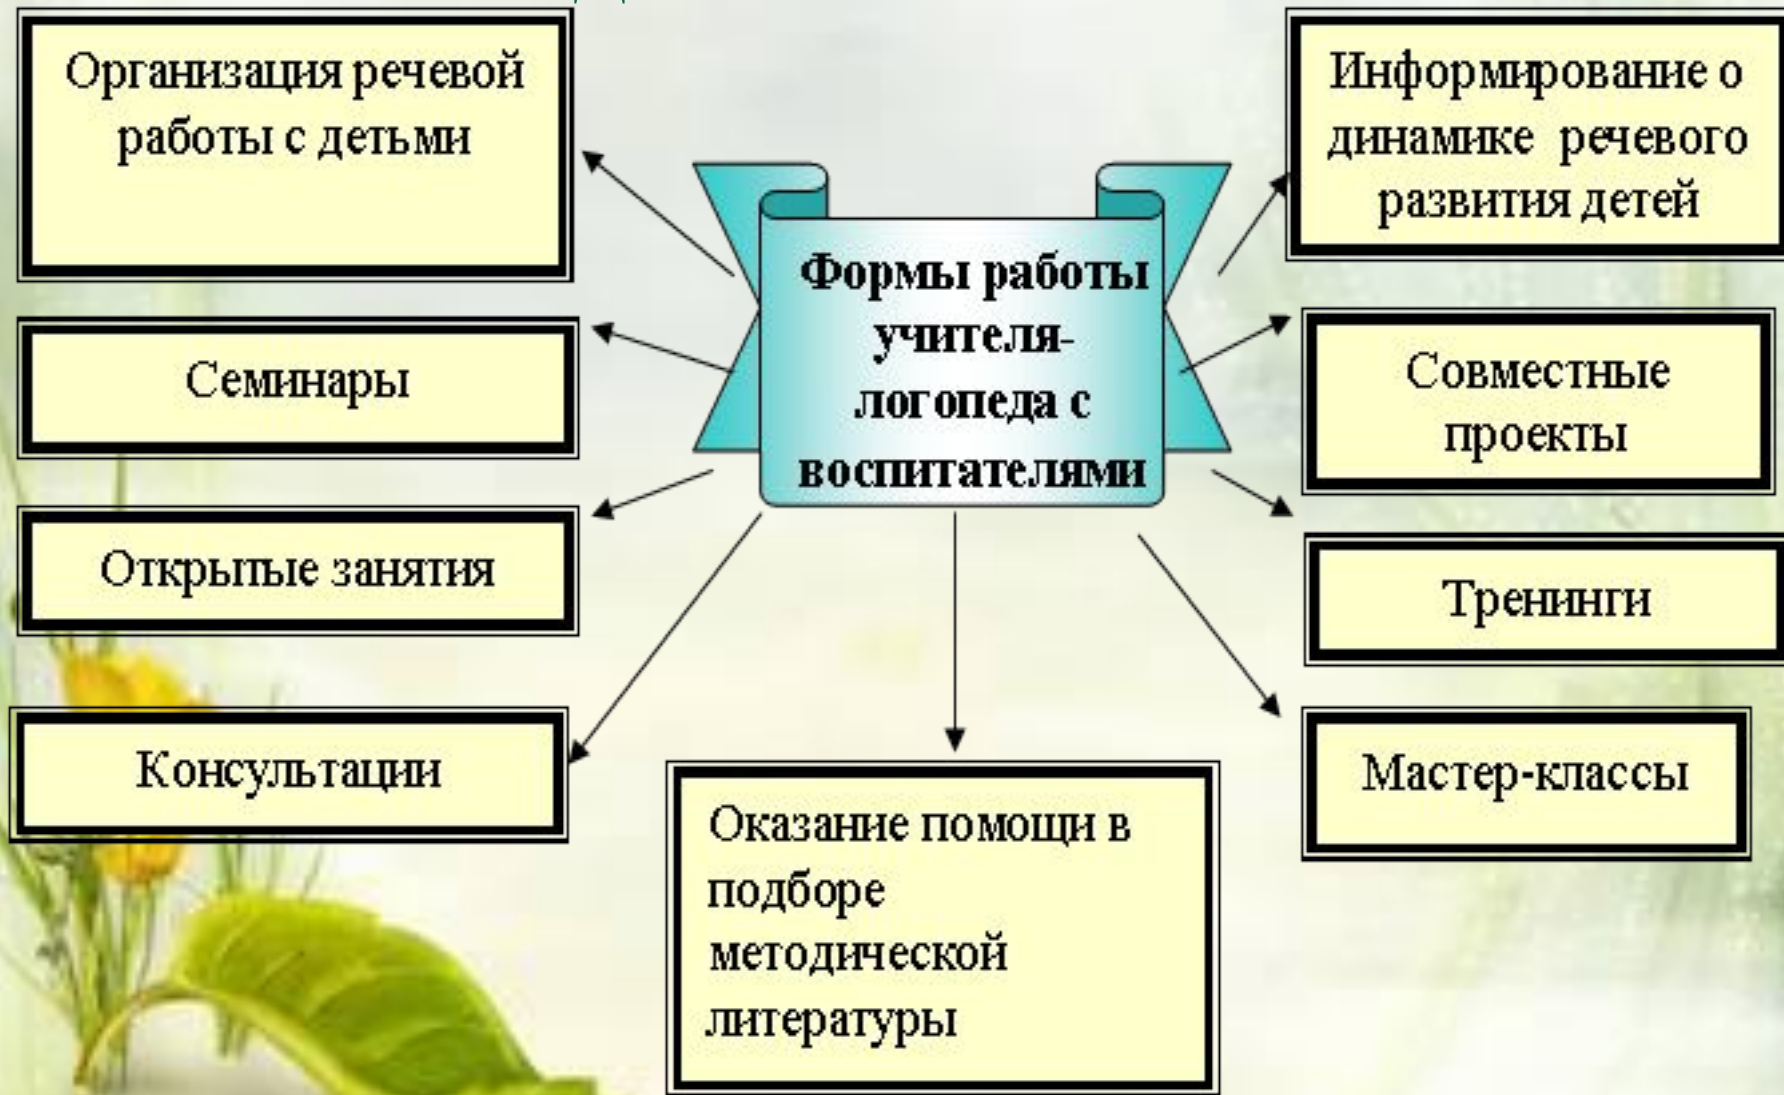 Организация речевой
работы с детьми
Семинары
Открытые занятия
Консультации
Формы работы
учителя-
логопеда с
воспитателями
Оказание помощи в
подборе
методической
литературы
Информирование о
динамике речевого
развития детей
Совместные
проекты
Тренинги
Мастер-классы